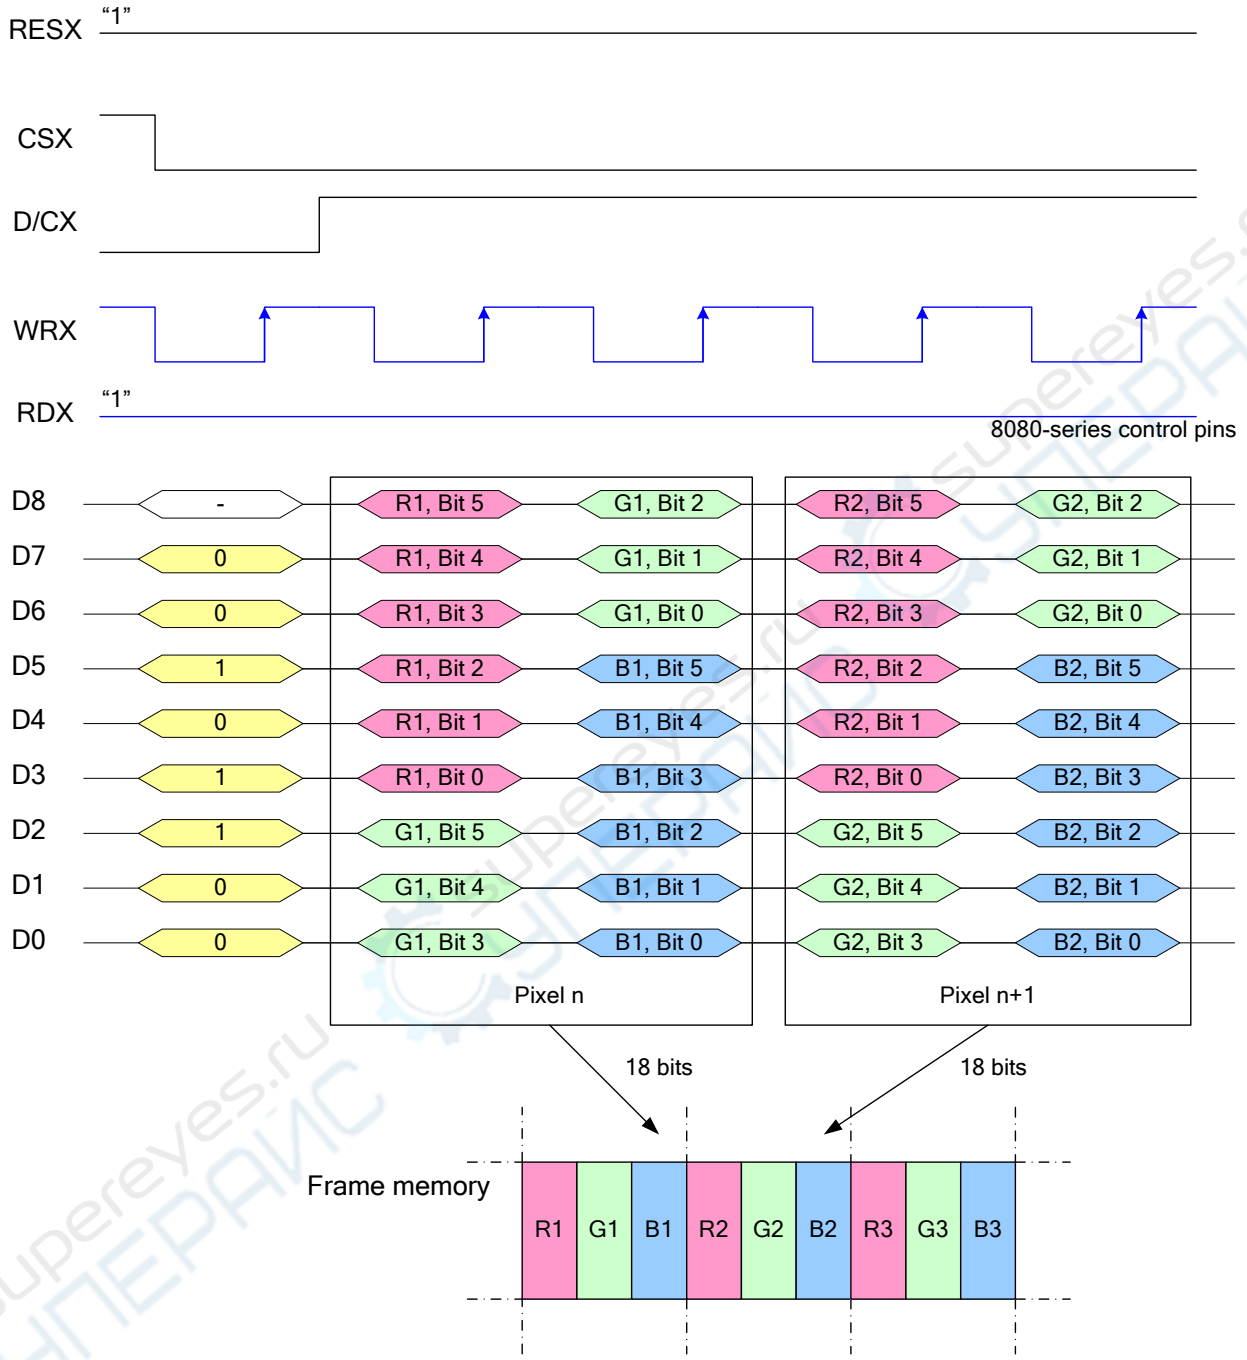 RESX "1"
CSX
D/CX
WRX
RDX "1"
8080-series control pins
D8 - R1, Bit 5 G1, Bit 2 R2, Bit 5 G2, Bit 2
D7 0 R1, Bit 4 G1, Bit 1 R2, Bit 4 G2, Bit 1
D6 0 R1, Bit 3 G1, Bit 0 R2, Bit 3 G2, Bit 0
D5 1 R1, Bit 2 B1, Bit 5 R2, Bit 2 B2, Bit 5
D4 0 R1, Bit 1 B1, Bit 4 R2, Bit 1 B2, Bit 4
D3 1 R1, Bit 0 B1, Bit 3 R2, Bit 0 B2, Bit 3
D2 1 G1, Bit 5 B1, Bit 2 G2, Bit 5 B2, Bit 2
D1 0 G1, Bit 4 B1, Bit 1 G2, Bit 4 B2, Bit 1
D0 0 G1, Bit 3 B1, Bit 0 G2, Bit 3 B2, Bit 0
Pixel n Pixel n+1
18 bits 18 bits
Frame memory
R1 G1 B1 R2 G2 B2 R3 G3 B3
supereyes.ru
СУПЕРАЙС
supereyes.ru
СУПЕРАЙС